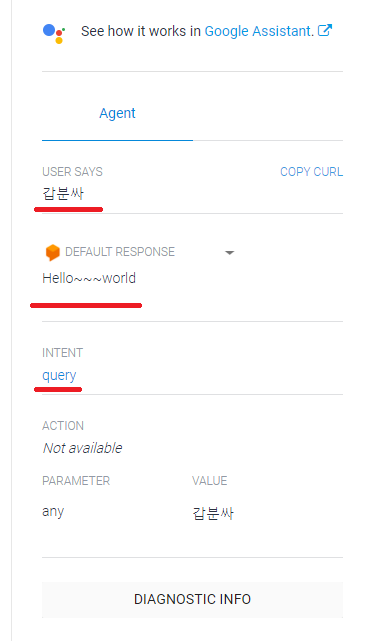 See how it works in Google Assistant.
Agent
USER SAYS COPY CURL
갑분싸
DEFAULT RESPONSE
Hello~~~world
INTENT
query
ACTION
Not available
PARAMETER VALUE
any 갑분싸
DIAGNOSTIC INFO